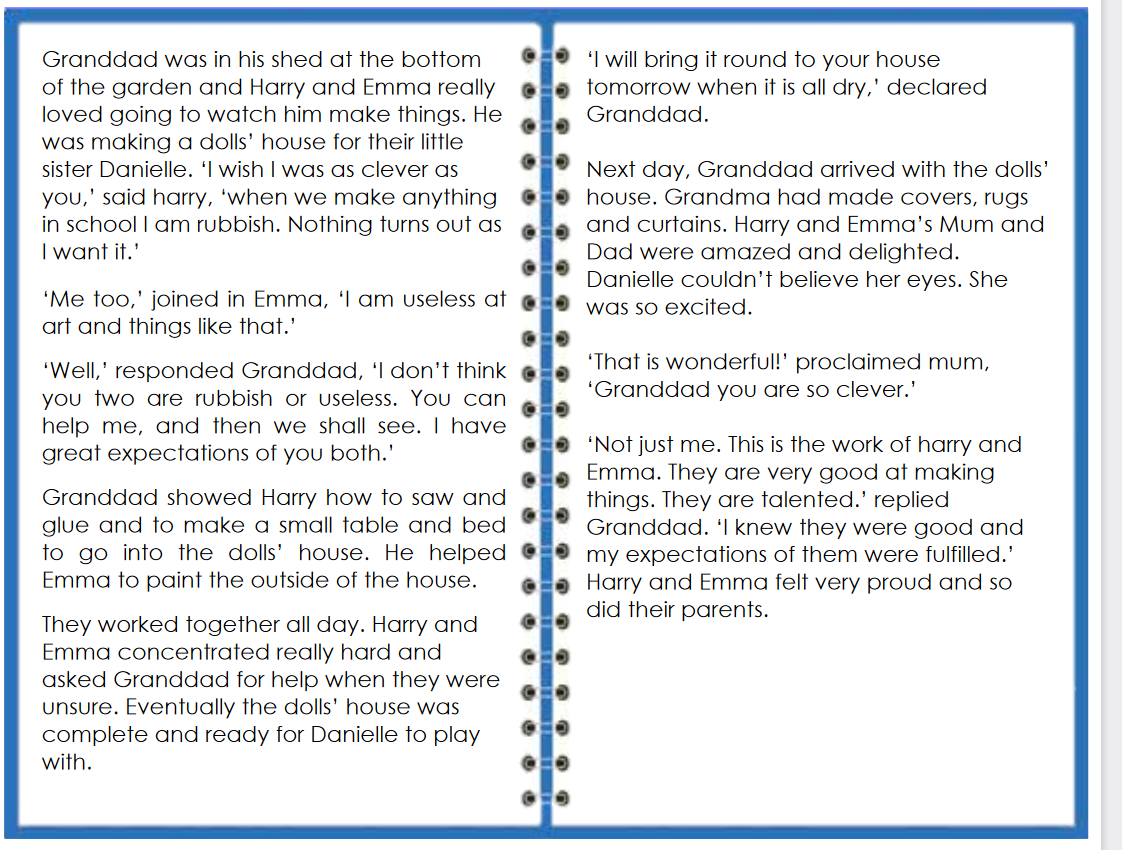 Granddad was in his shed at the bottom
of the garden and Harry and Emma really
loved going to watch him make things. He
was making a dolls’ house for their little
sister Danielle. ‘I wish I was as clever as
you,’ said harry, ‘when we make anything
in school I am rubbish. Nothing turns out as
I want it.’
‘Me too,’ joined in Emma, ‘I am useless at
art and things like that.’
‘Well,’ responded Granddad, ‘I don’t think
you two are rubbish or useless. You can
help me, and then we shall see. I have
great expectations of you both.’
Granddad showed Harry how to saw and
glue and to make a small table and bed
to go into the dolls’ house. He helped
Emma to paint the outside of the house.
They worked together all day. Harry and
Emma concentrated really hard and
asked Granddad for help when they were
unsure. Eventually the dolls’ house was
complete and ready for Danielle to play
with.
‘I will bring it round to your house
tomorrow when it is all dry,’ declared
Granddad.
Next day, Granddad arrived with the dolls’
house. Grandma had made covers, rugs
and curtains. Harry and Emma’s Mum and
Dad were amazed and delighted.
Danielle couldn’t believe her eyes. She
was so excited.
‘That is wonderful!’ proclaimed mum,
‘Granddad you are so clever.’
‘Not just me. This is the work of harry and
Emma. They are very good at making
things. They are talented.’ replied
Granddad. ‘I knew they were good and
my expectations of them were fulfilled.’
Harry and Emma felt very proud and so
did their parents.